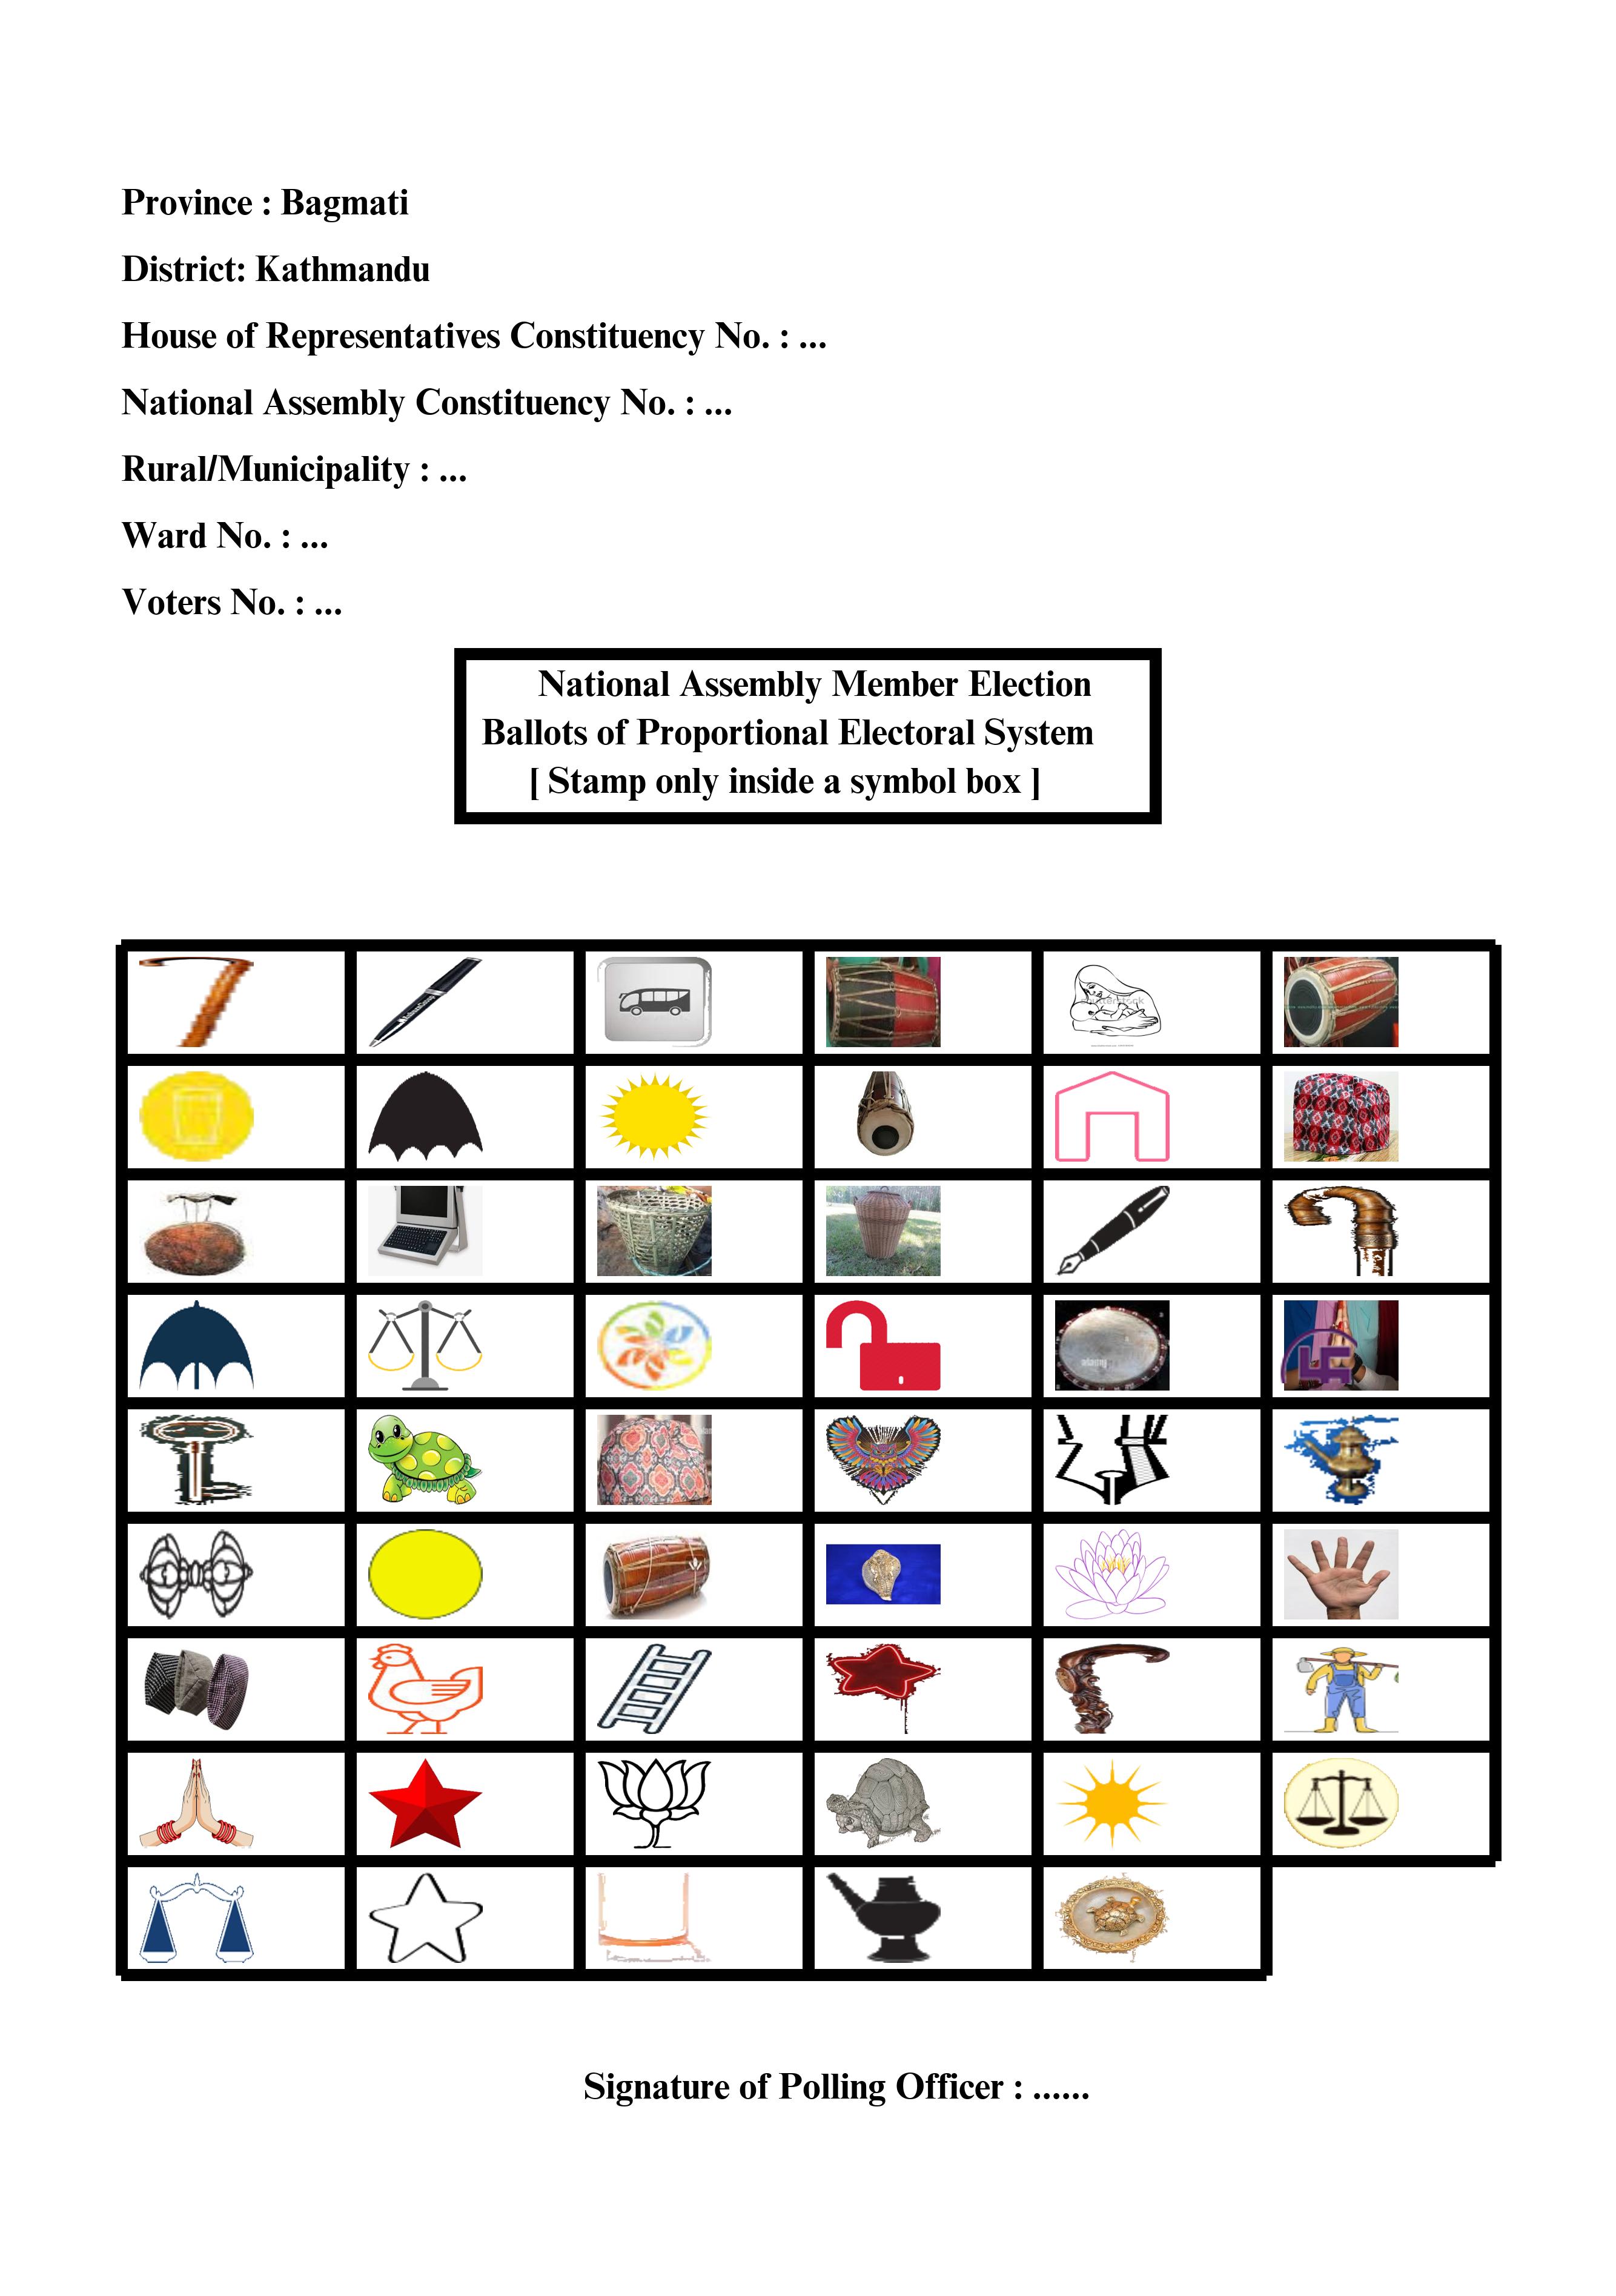 Province : Bagmati
District: Kathmandu
House of Representatives Constituency No. : ...
National Assembly Constituency No. : ...
Rural/Municipality : ...
Ward No. : ...
Voters No. : ...
National Assembly Member Election
Ballots of Proportional Electoral System
[ Stamp only inside a symbol box ]
Signature of Polling Officer : ......